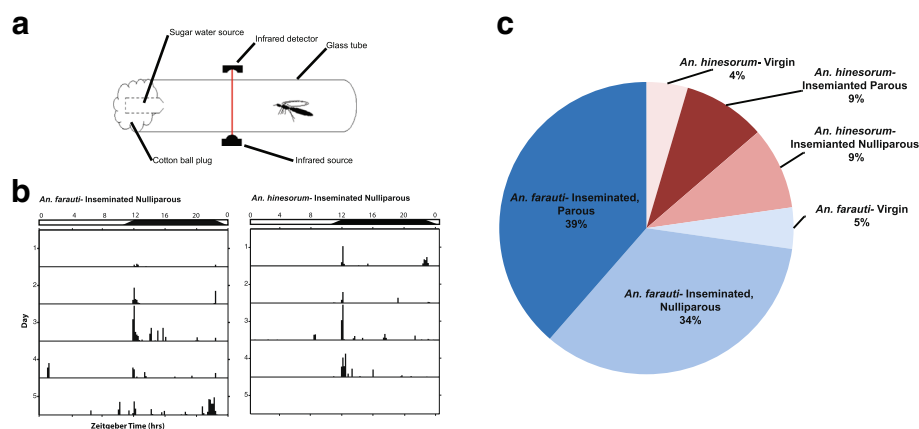 a
Sugar water source
Infrared detector
Glass tube
Cotton ball plug
Infrared source
b
An. farauti- Inseminated Nulliparous
0 4 8 12 16 20 0
An. hinesorum- Inseminated Nulliparous
0 4 8 12 16 20 0
Day
1
2
3
4
5
1
2
3
4
5
Zeitgeber Time (hrs)
c
An. hinesorum- Virgin
4%
An. hinesorum-
Insemianted Parous
9%
An. hinesorum-
Insemianted Nulliparous
9%
An. farauti- Virgin
5%
An. farauti- Inseminated,
Nulliparous
34%
An. farauti- Inseminated,
Parous
39%